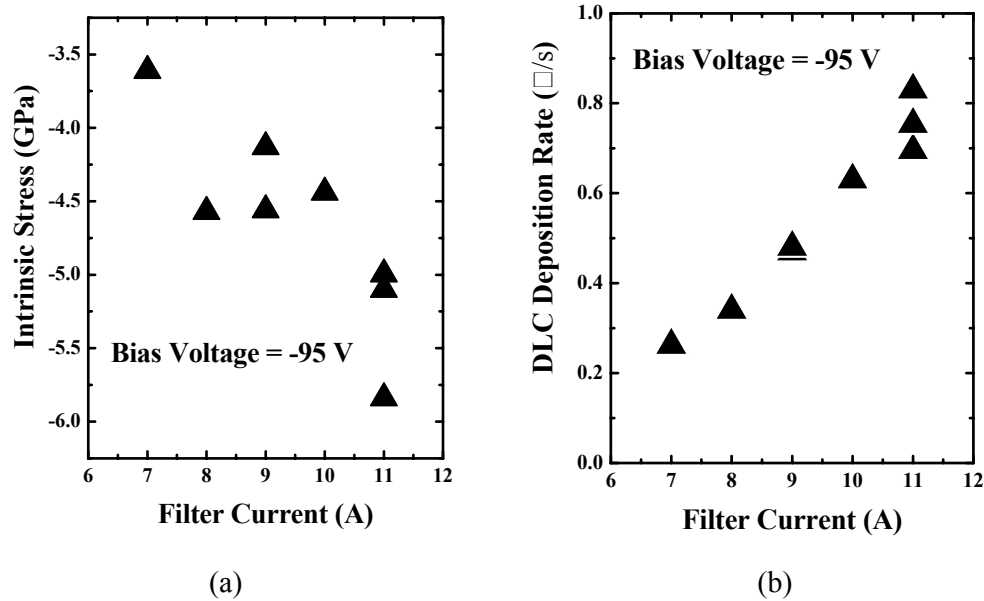 -3.5
-4.0
-4.5
-5.0
-5.5
-6.0
Intrinsic Stress (GPa)
Bias Voltage = -95 V
6 7 8 9 10 11 12
Filter Current (A)
(a)
1.0
0.8
0.6
0.4
0.2
0.0
DLC Deposition Rate (□/s)
Bias Voltage = -95 V
6 7 8 9 10 11 12
Filter Current (A)
(b)